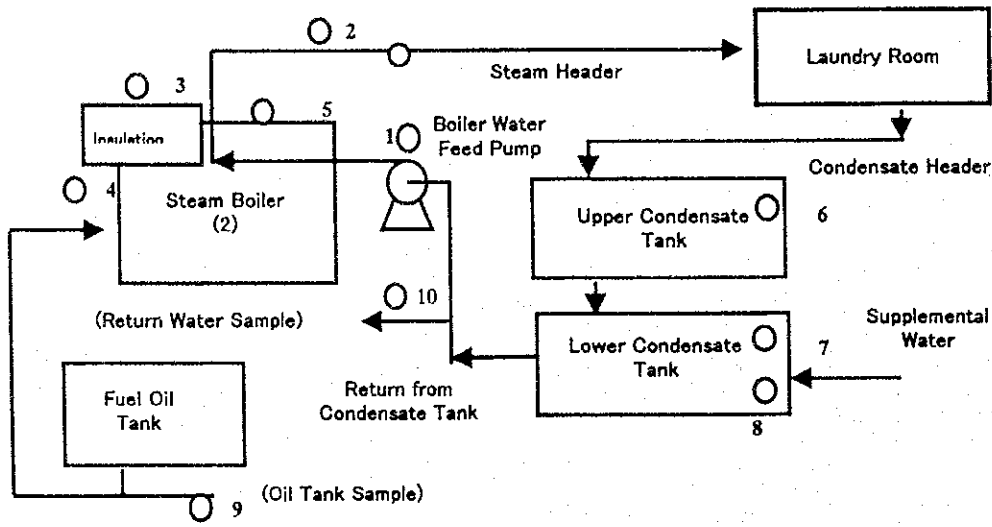 2
Laundry Room
Steam Header
3
5
Insulation
1
Boiler Water
Feed Pump
Condensate Header
4
Steam Boiler
(2)
Upper Condensate
Tank
6
10
(Return Water Sample)
Supplemental
Water
Lower Condensate
Tank
7
Return from
Condensate Tank
8
Fuel Oil
Tank
(Oil Tank Sample)
9